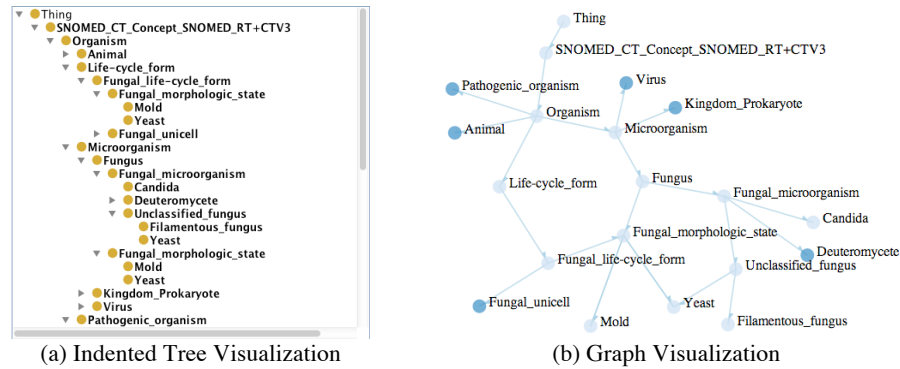 Thing
SNOMED_CT_Concept_SNOMED_RT+CTV3
Organism
Animal
Life-cycle_form
Fungal_life-cycle_form
Fungal_morphologic_state
Mold
Yeast
Fungal_unicell
Microorganism
Fungus
Fungal_microorganism
Candida
Deuteromycete
Unclassified_fungus
Filamentous_fungus
Yeast
Fungal_morphologic_state
Mold
Yeast
Kingdom_Prokaryote
Virus
Pathogenic_organism
(a) Indented Tree Visualization
Thing
SNOMED_CT_Concept_SNOMED_RT+CTV3
Pathogenic_organism
Virus
Kingdom_Prokaryote
Organism
Animal
Microorganism
Life-cycle_form
Fungus
Fungal_microorganism
Candida
Fungal_morphologic_state
Deuteromycete
Fungal_life-cycle_form
Unclassified_fungus
Fungal_unicell
Yeast
Mold
Filamentous_fungus
(b) Graph Visualization